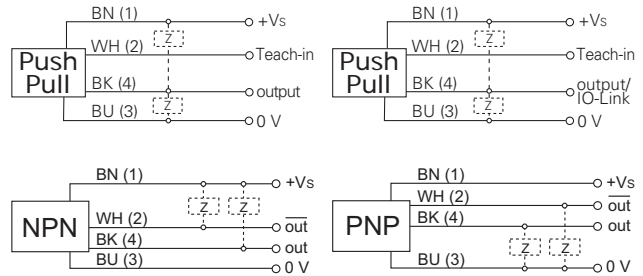 BN (1) +Vs
Z
WH (2) Teach-in
Push
Pull
BK (4) output
Z
BU (3) 0 V
BN (1) +Vs
Z
WH (2) Teach-in
Push
Pull
BK (4) output/
IO-Link
Z
BU (3) 0 V
BN (1) +Vs
Z Z
NPN
WH (2) out
BK (4) out
BU (3) 0 V
BN (1) +Vs
WH (2) out
BK (4) out
PNP
Z Z
BU (3) 0 V